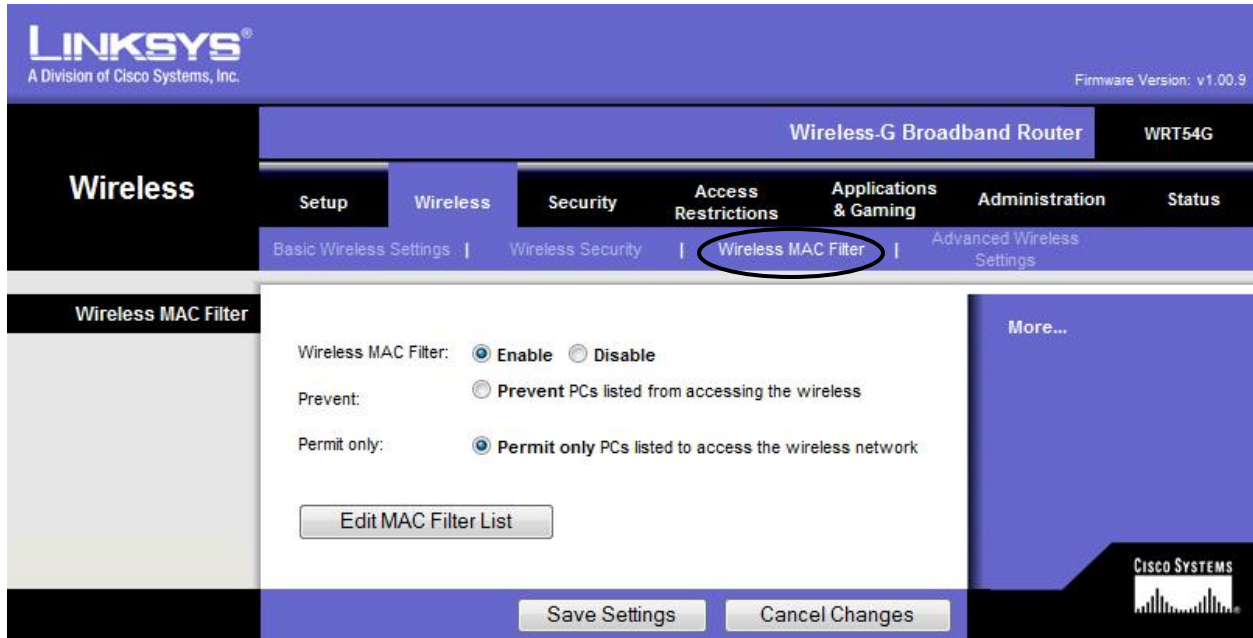 LINKSYS®
A Division of Cisco Systems, Inc.
Firmware Version: v1.00.9
Wireless-G Broadband Router WRT54G
Wireless
Setup Wireless Security Access Restrictions Applications & Gaming Administration Status
Basic Wireless Settings | Wireless Security | Wireless MAC Filter | Advanced Wireless Settings
Wireless MAC Filter
More...
Wireless MAC Filter: Enable Disable
Prevent: Prevent PCs listed from accessing the wireless
Permit only: Permit only PCs listed to access the wireless network
Edit MAC Filter List
CISCO SYSTEMS
Save Settings Cancel Changes